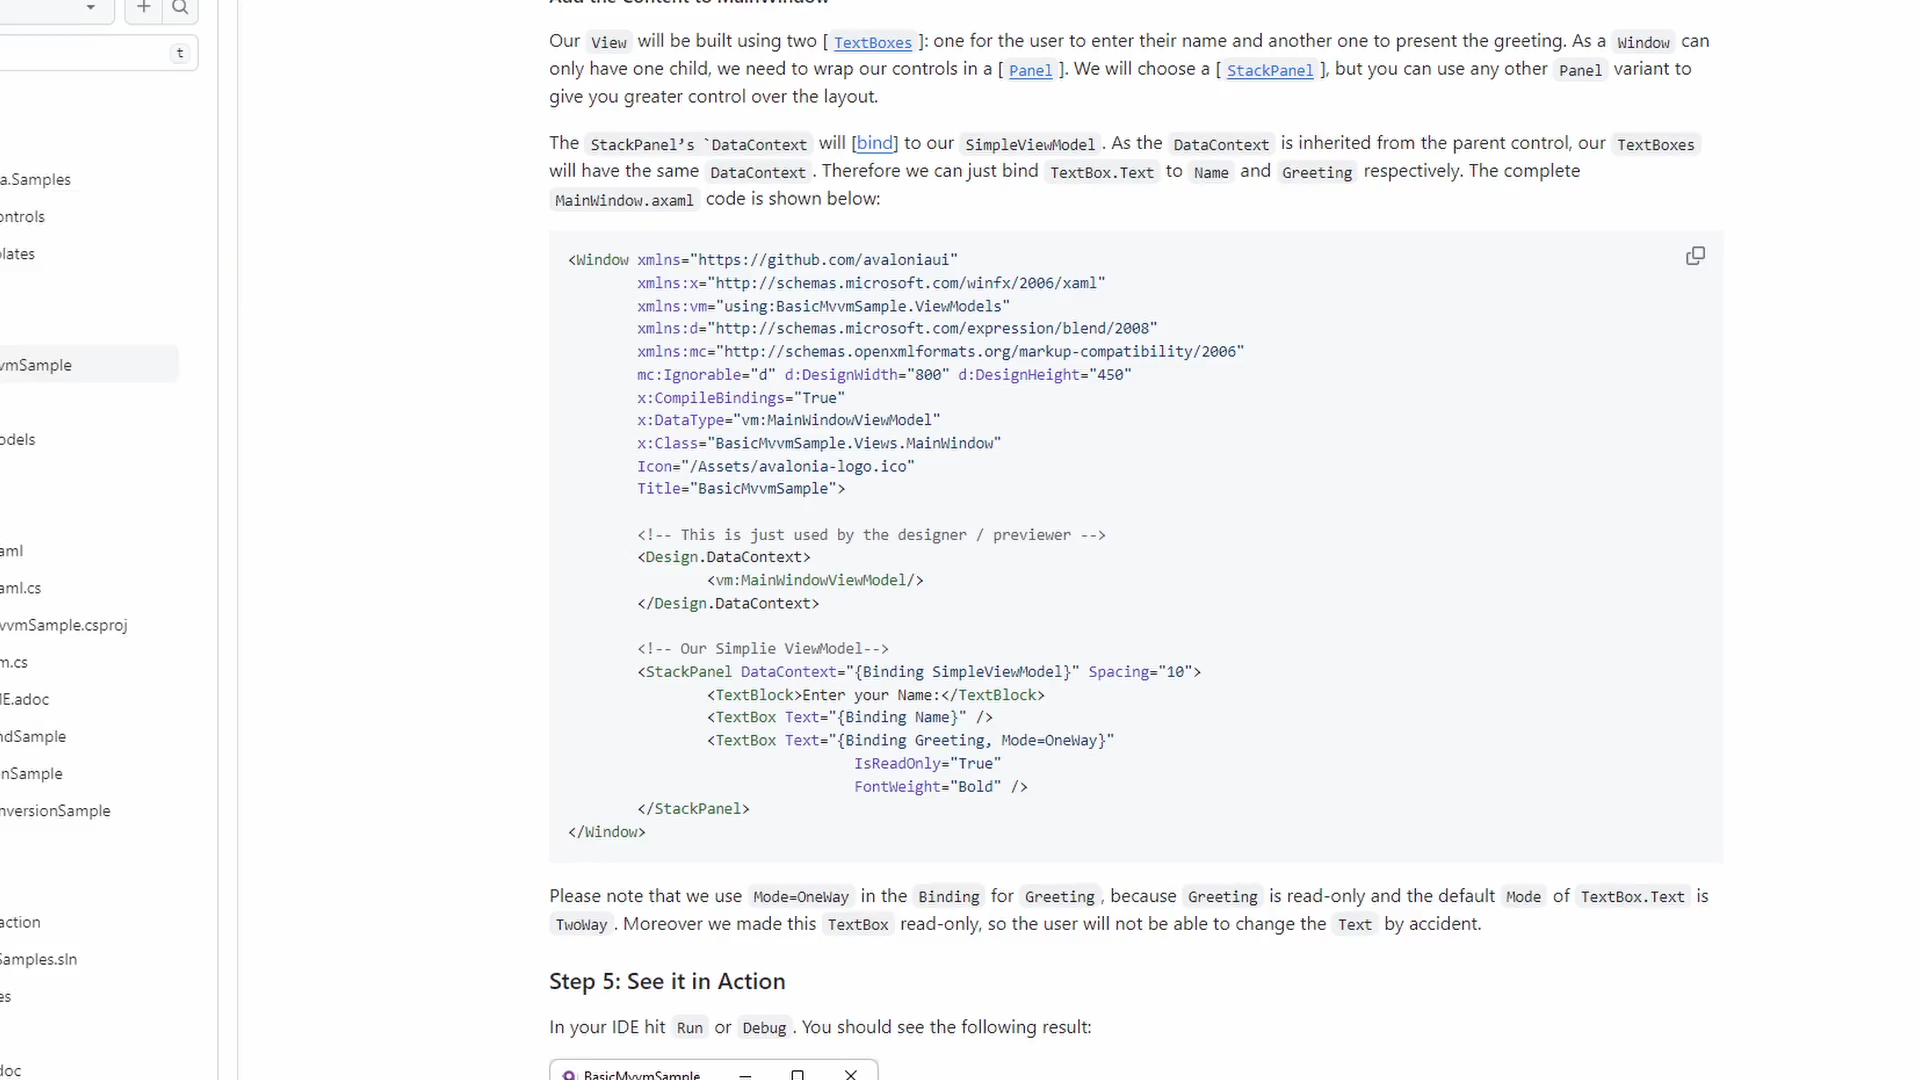 Add the Content to MainWindow
Our View will be built using two [ TextBoxes ]: one for the user to enter their name and another one to present the greeting. As a Window can
only have one child, we need to wrap our controls in a [ Panel ]. We will choose a [ StackPanel ], but you can use any other Panel variant to
give you greater control over the layout.
The StackPanel’s `DataContext will [bind] to our SimpleViewModel. As the DataContext is inherited from the parent control, our TextBoxes
will have the same DataContext. Therefore we can just bind TextBox.Text to Name and Greeting respectively. The complete
MainWindow.axaml code is shown below:
<Window xmlns="https://github.com/avaloniaui"
xmlns:x="http://schemas.microsoft.com/winfx/2006/xaml"
xmlns:vm="using:BasicMvvmSample.ViewModels"
xmlns:d="http://schemas.microsoft.com/expression/blend/2008"
xmlns:mc="http://schemas.openxmlformats.org/markup-compatibility/2006"
mc:Ignorable="d" d:DesignWidth="800" d:DesignHeight="450"
x:CompileBindings="True"
x:DataType="vm:MainWindowViewModel"
x:Class="BasicMvvmSample.Views.MainWindow"
Icon="/Assets/avalonia-logo.ico"
Title="BasicMvvmSample">
<!-- This is just used by the designer / previewer -->
<Design.DataContext>
<vm:MainWindowViewModel/>
</Design.DataContext>
<!-- Our Simplie ViewModel-->
<StackPanel DataContext="{Binding SimpleViewModel}" Spacing="10">
<TextBlock>Enter your Name:</TextBlock>
<TextBox Text="{Binding Name}" />
<TextBox Text="{Binding Greeting, Mode=OneWay}"
IsReadOnly="True"
FontWeight="Bold" />
</StackPanel>
</Window>
Please note that we use Mode=OneWay in the Binding for Greeting, because Greeting is read-only and the default Mode of TextBox.Text is
TwoWay. Moreover we made this TextBox read-only, so the user will not be able to change the Text by accident.
Step 5: See it in Action
In your IDE hit Run or Debug. You should see the following result:
BasicMvvmSample
t
a.Samples
ontrols
plates
vmSample
odels
aml
aml.cs
vvmSample.csproj
m.cs
ME.adoc
ndSample
nSample
nversionSample
action
Samples.sln
es
doc